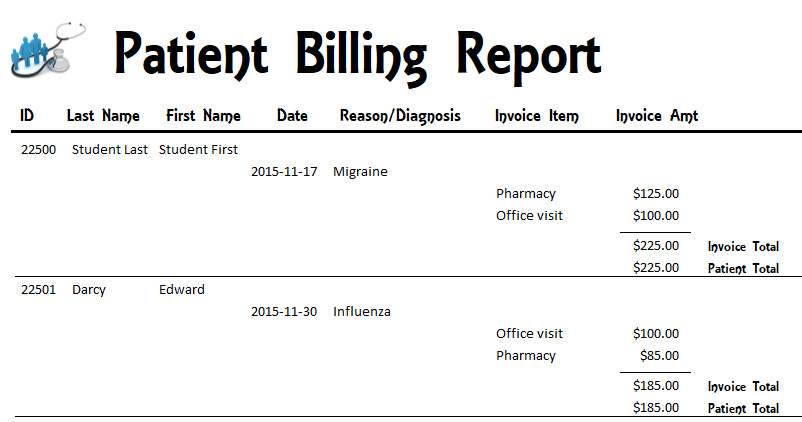 Patient Billing Report
ID Last Name First Name Date Reason/Diagnosis Invoice Item Invoice Amt
22500 Student Last Student First
2015-11-17 Migraine
Pharmacy $125.00
Office visit $100.00
$225.00 Invoice Total
$225.00 Patient Total
22501 Darcy Edward
2015-11-30 Influenza
Office visit $100.00
Pharmacy $85.00
$185.00 Invoice Total
$185.00 Patient Total